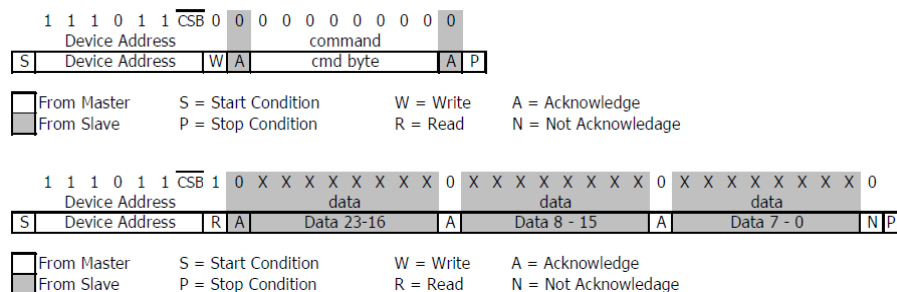 1 1 1 0 1 1 CSB 0 0 0 0 0 0 0 0 0 0 0
Device Address command
S Device Address W A cmd byte A P
From Master S = Start Condition W = Write A = Acknowledge
From Slave P = Stop Condition R = Read N = Not Acknowledage
1 1 1 0 1 1 CSB 1 0 X X X X X X X X 0 X X X X X X X X 0 X X X X X X X X 0
Device Address data data data
S Device Address R A Data 23-16 A Data 8 - 15 A Data 7 - 0 N P
From Master S = Start Condition W = Write A = Acknowledge
From Slave P = Stop Condition R = Read N = Not Acknowledage